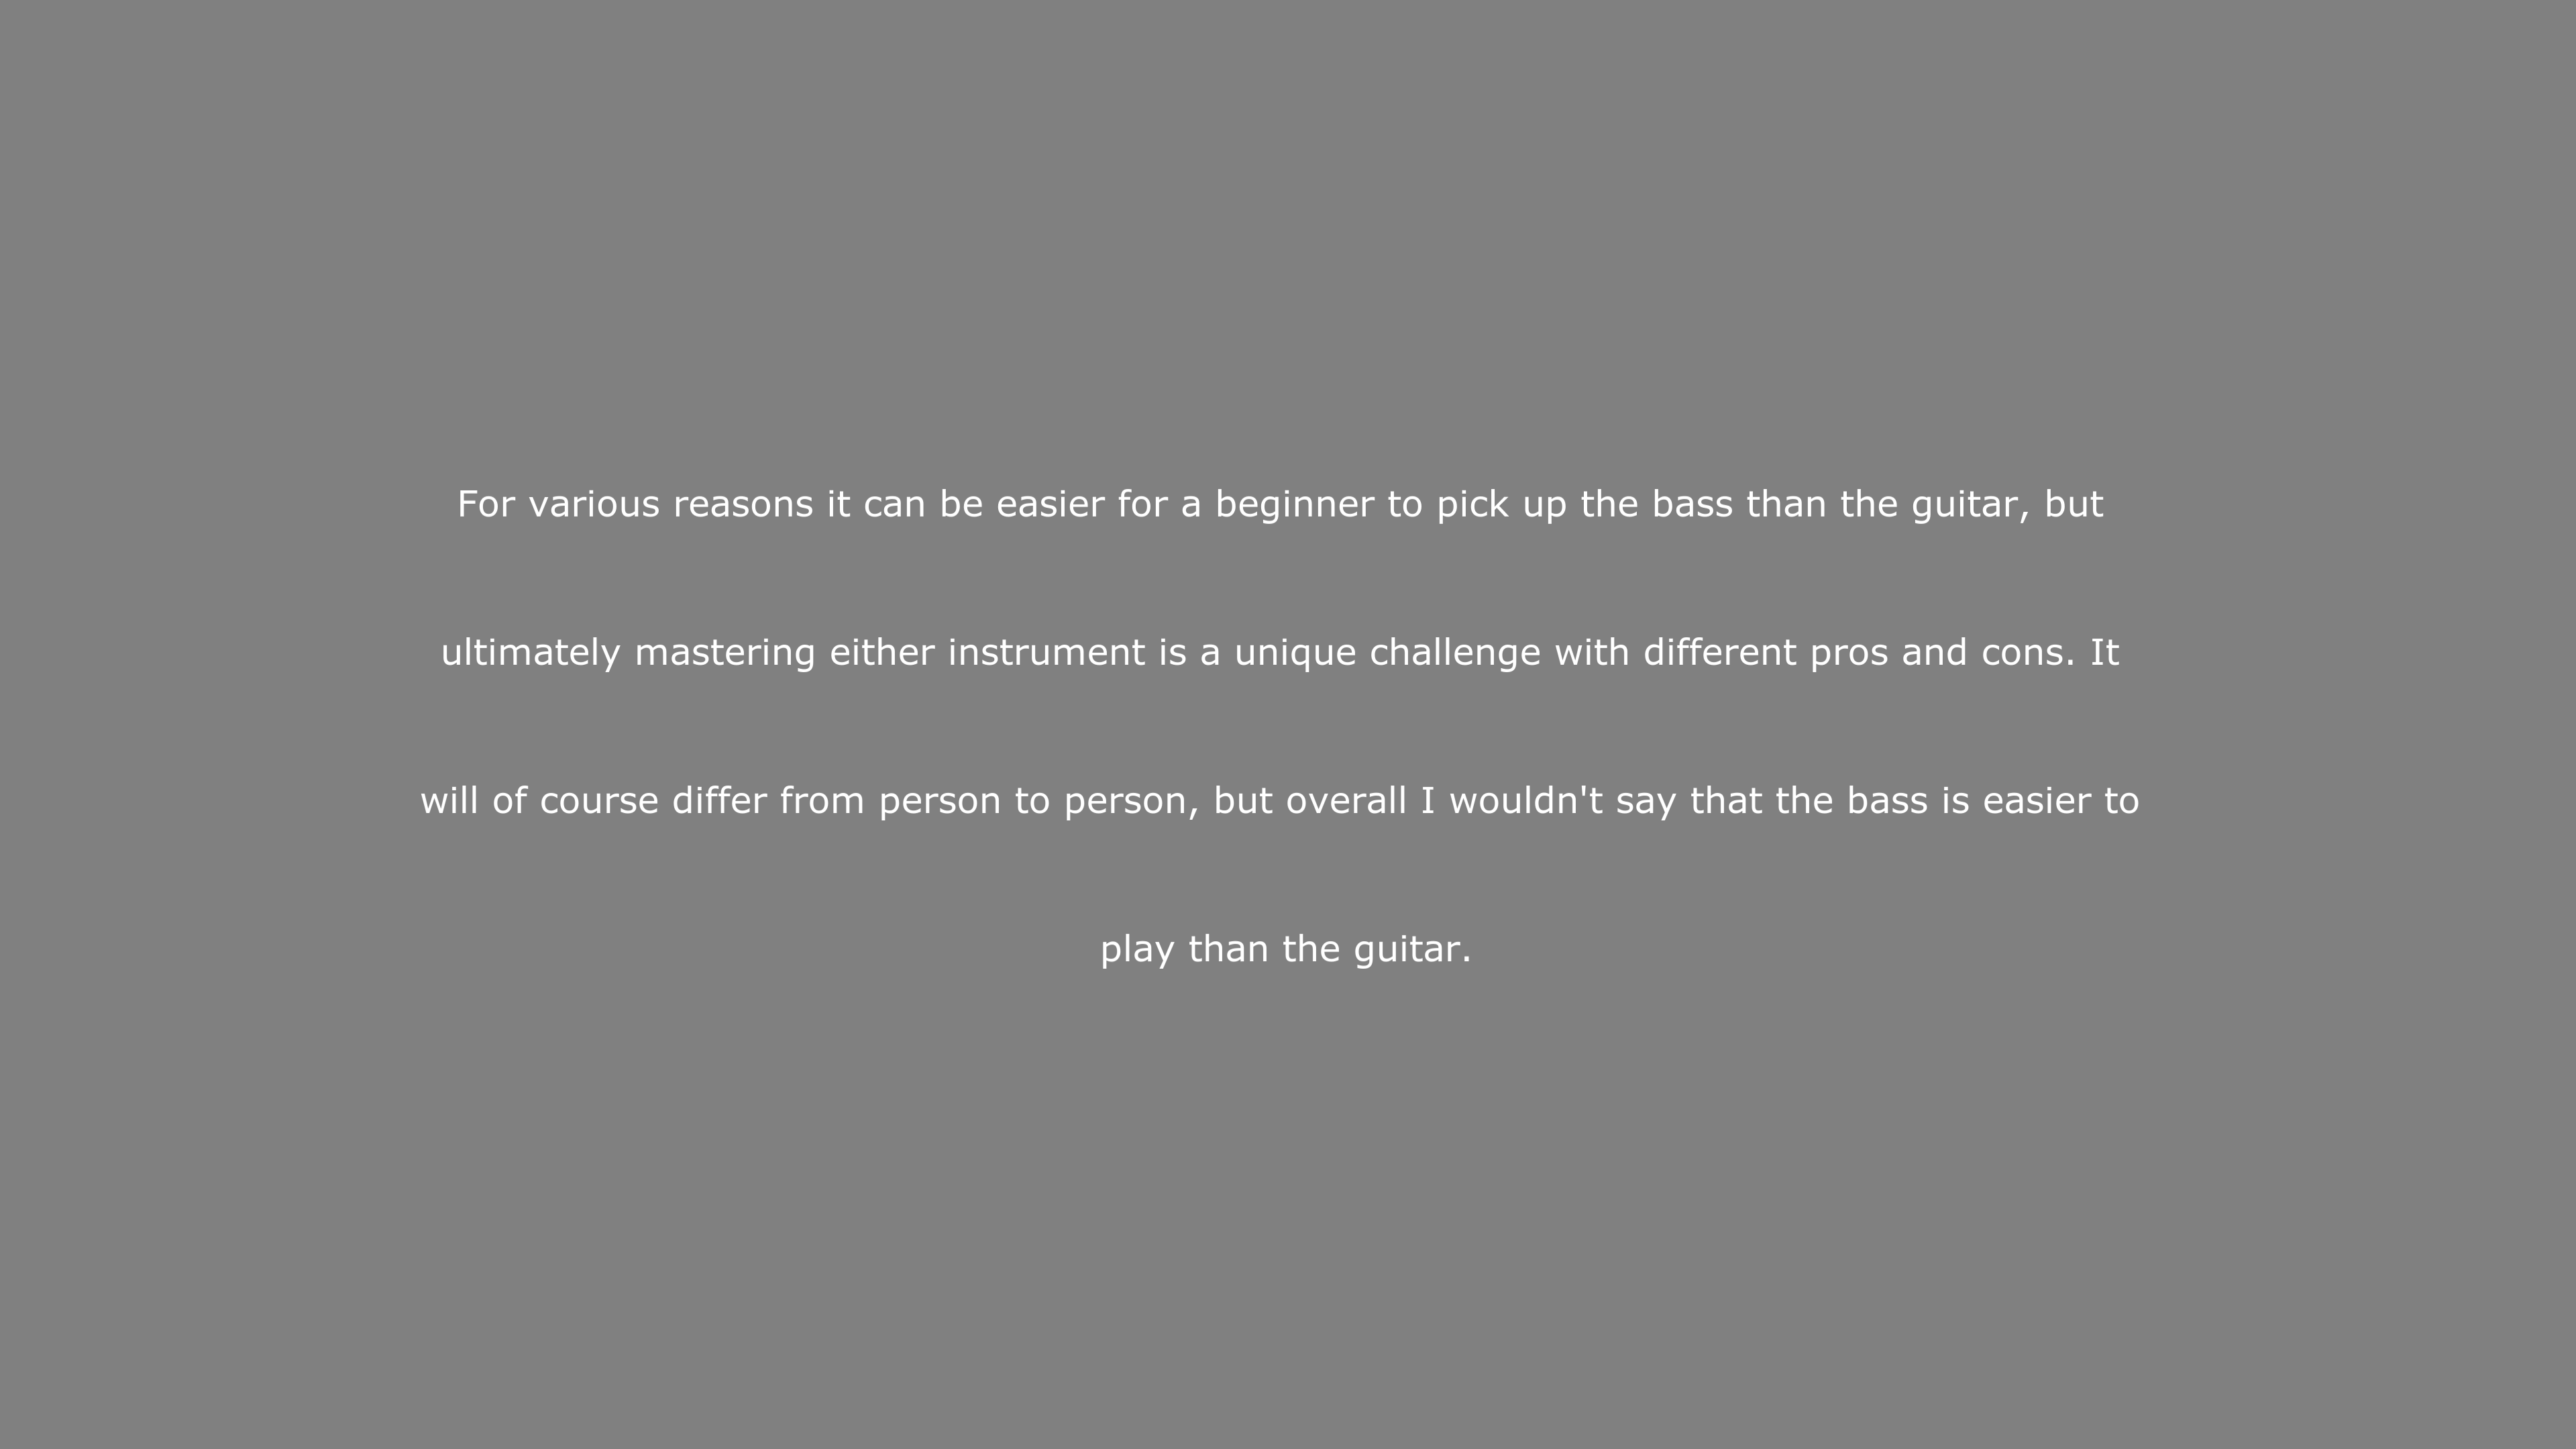 For various reasons it can be easier for a beginner to pick up the bass than the guitar, but
ultimately mastering either instrument is a unique challenge with different pros and cons. It
will of course differ from person to person, but overall I wouldn't say that the bass is easier to
play than the guitar.